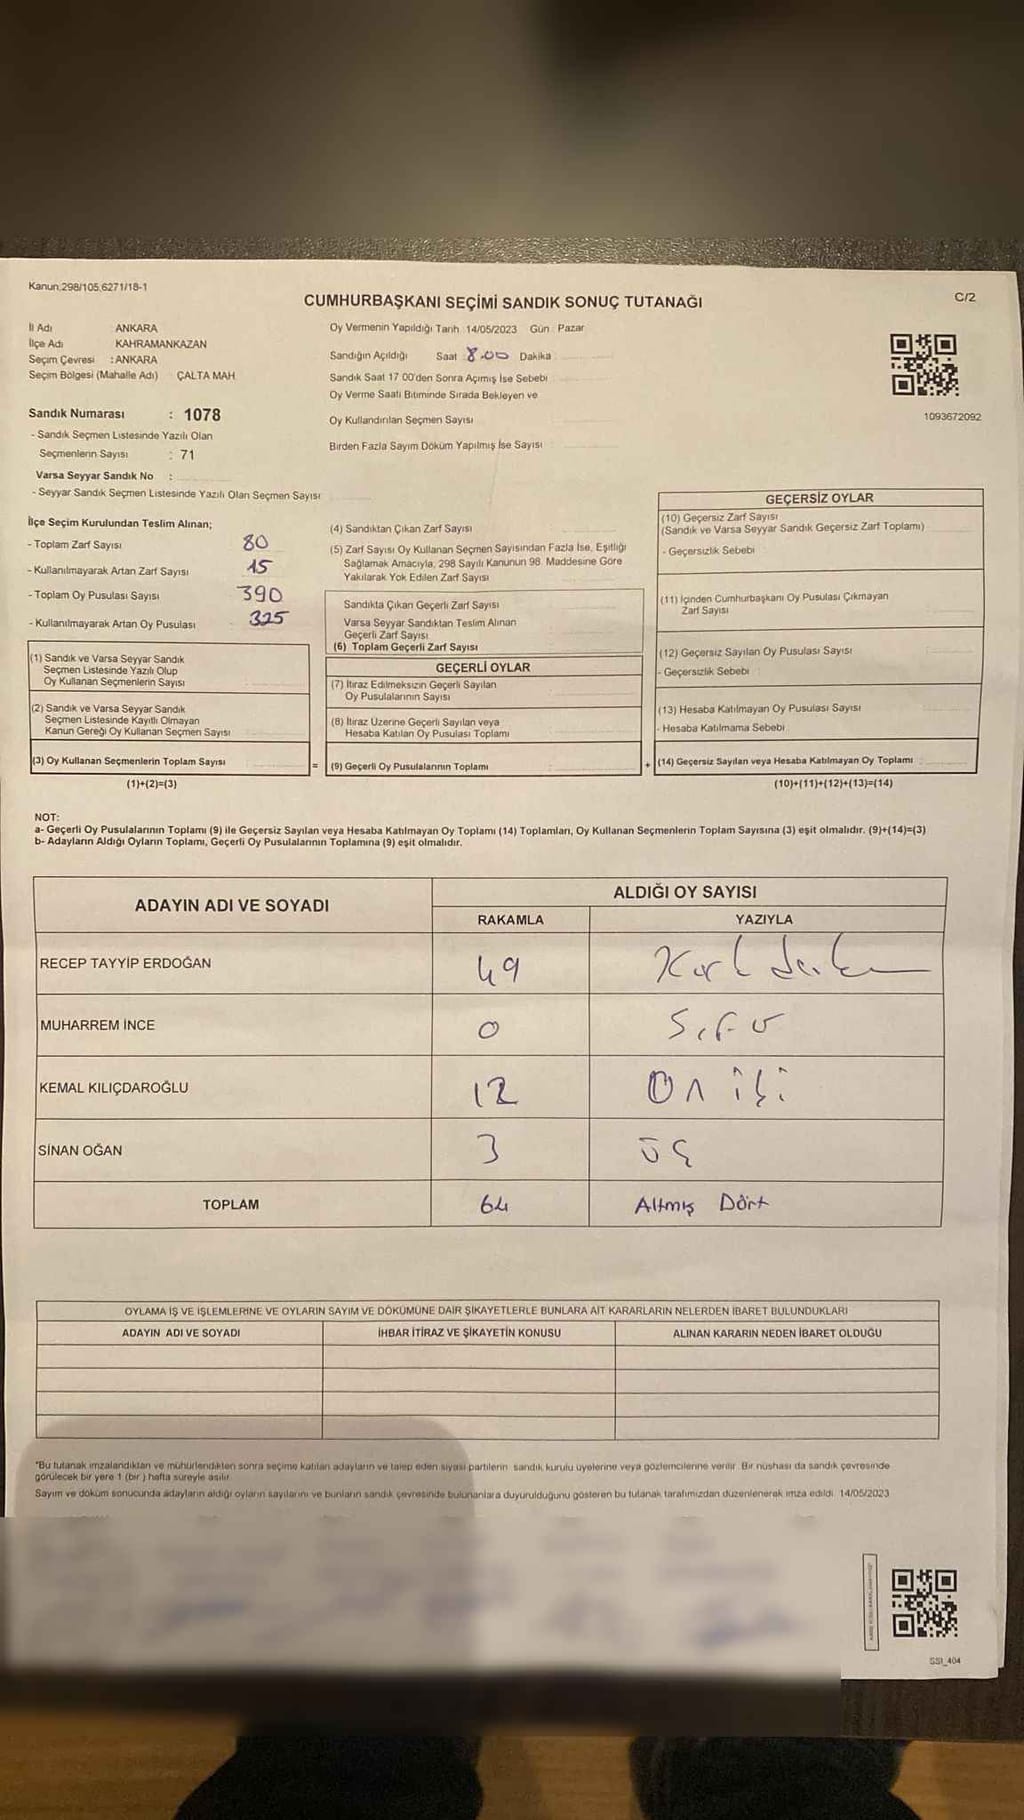 Kanun,298/105,6271/18-1
CUMHURBAŞKANI SEÇİMİ SANDIK SONUÇ TUTANAĞI
C/2
İl Adı ANKARA
İlçe Adı KAHRAMANKAZAN
Seçim Çevresi : ANKARA
Seçim Bölgesi (Mahalle Adı) ÇALTA MAH
Oy Vermenin Yapıldığı Tarih 14/05/2023 Gün : Pazar
Sandığın Açıldığı Saat 8.00 Dakika
Sandık Saat 17 00'den Sonra Açımış İse Sebebi
Oy Verme Saati Bitiminde Sırada Bekleyen ve
Oy Kullandırılan Seçmen Sayısı
Birden Fazla Sayım Döküm Yapılmış İse Sayısı
1093672092
Sandık Numarası : 1078
- Sandık Seçmen Listesinde Yazılı Olan
Seçmenlerin Sayısı : 71
Varsa Seyyar Sandık No :
- Seyyar Sandık Seçmen Listesinde Yazılı Olan Seçmen Sayısı
İlçe Seçim Kurulundan Teslim Alınan;
- Toplam Zarf Sayısı 80
- Kullanılmayarak Artan Zarf Sayısı 15
- Toplam Oy Pusulası Sayısı 390
- Kullanılmayarak Artan Oy Pusulası 325
(1) Sandık ve Varsa Seyyar Sandık
Seçmen Listesinde Yazılı Olup
Oy Kullanan Seçmenlerin Sayısı
(2) Sandık ve Varsa Seyyar Sandık
Seçmen Listesinde Kayıtlı Olmayan
Kanun Gereği Oy Kullanan Seçmen Sayısı
(3) Oy Kullanan Seçmenlerin Toplam Sayısı
(1)+(2)=(3)
(4) Sandıktan Çıkan Zarf Sayısı
(5) Zarf Sayısı Oy Kullanan Seçmen Sayısından Fazla İse, Eşitliği
Sağlamak Amacıyla, 298 Sayılı Kanunun 98. Maddesine Göre
Yakılarak Yok Edilen Zarf Sayısı
Sandıkta Çıkan Geçerli Zarf Sayısı
Varsa Seyyar Sandıktan Teslim Alınan
Geçerli Zarf Sayısı
(6) Toplam Geçerli Zarf Sayısı
GEÇERLİ OYLAR
(7) İtiraz Edilmeksizin Geçerli Sayılan
Oy Pusulalarının Sayısı
(8) İtiraz Üzerine Geçerli Sayılan veya
Hesaba Katılan Oy Pusulası Toplamı
= (9) Geçerli Oy Pusulalarının Toplamı
GEÇERSİZ OYLAR
(10) Geçersiz Zarf Sayısı
(Sandık ve Varsa Seyyar Sandık Geçersiz Zarf Toplamı)
- Geçersizlik Sebebi
(11) İçinden Cumhurbaşkanı Oy Pusulası Çıkmayan
Zarf Sayısı
(12) Geçersiz Sayılan Oy Pusulası Sayısı
- Geçersizlik Sebebi
(13) Hesaba Katılmayan Oy Pusulası Sayısı
- Hesaba Katılmama Sebebi
+ (14) Geçersiz Sayılan veya Hesaba Katılmayan Oy Toplamı
(10)+(11)+(12)+(13)=(14)
NOT:
a- Geçerli Oy Pusulalarının Toplamı (9) ile Geçersiz Sayılan veya Hesaba Katılmayan Oy Toplamı (14) Toplamları, Oy Kullanan Seçmenlerin Toplam Sayısına (3) eşit olmalıdır. (9)+(14)=(3)
b- Adayların Aldığı Oyların Toplamı, Geçerli Oy Pusulalarının Toplamına (9) eşit olmalıdır.
ADAYIN ADI VE SOYADI
ALDIĞI OY SAYISI
RAKAMLA YAZIYLA
RECEP TAYYİP ERDOĞAN 49 Kırk
MUHARREM İNCE 0 Sıfır
KEMAL KILIÇDAROĞLU 12 On iki
SİNAN OĞAN 3 üç
TOPLAM 64 Altmış Dört
OYLAMA İŞ VE İŞLEMLERİNE VE OYLARIN SAYIM VE DÖKÜMÜNE DAİR ŞİKAYETLERLE BUNLARA AİT KARARLARIN NELERDEN İBARET BULUNDUKLARI
ADAYIN ADI VE SOYADI İHBAR İTİRAZ VE ŞİKAYETİN KONUSU ALINAN KARARIN NEDEN İBARET OLDUĞU
"Bu tutanak imzalandıktan ve mühürlendikten sonra seçime katılan adayların ve talep eden siyasi partilerin sandık kurulu üyelerine veya gözlemcilerine verilir. Bir nüshası da sandık çevresinde
görülecek bir yere 1 (bir ) hafta süreyle asılır.
Sayım ve döküm sonucunda adayların aldığı oyların sayılarını ve bunların sandık çevresinde bulunanlara duyurulduğunu gösteren bu tutanak tarafımızdan düzenlenerek imza edildi. 14/05/2023
SSI_404